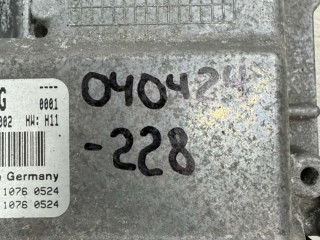 G
-----
0001
002 HW: H11
040424
-228
e Germany
1076 0524
1076 0524